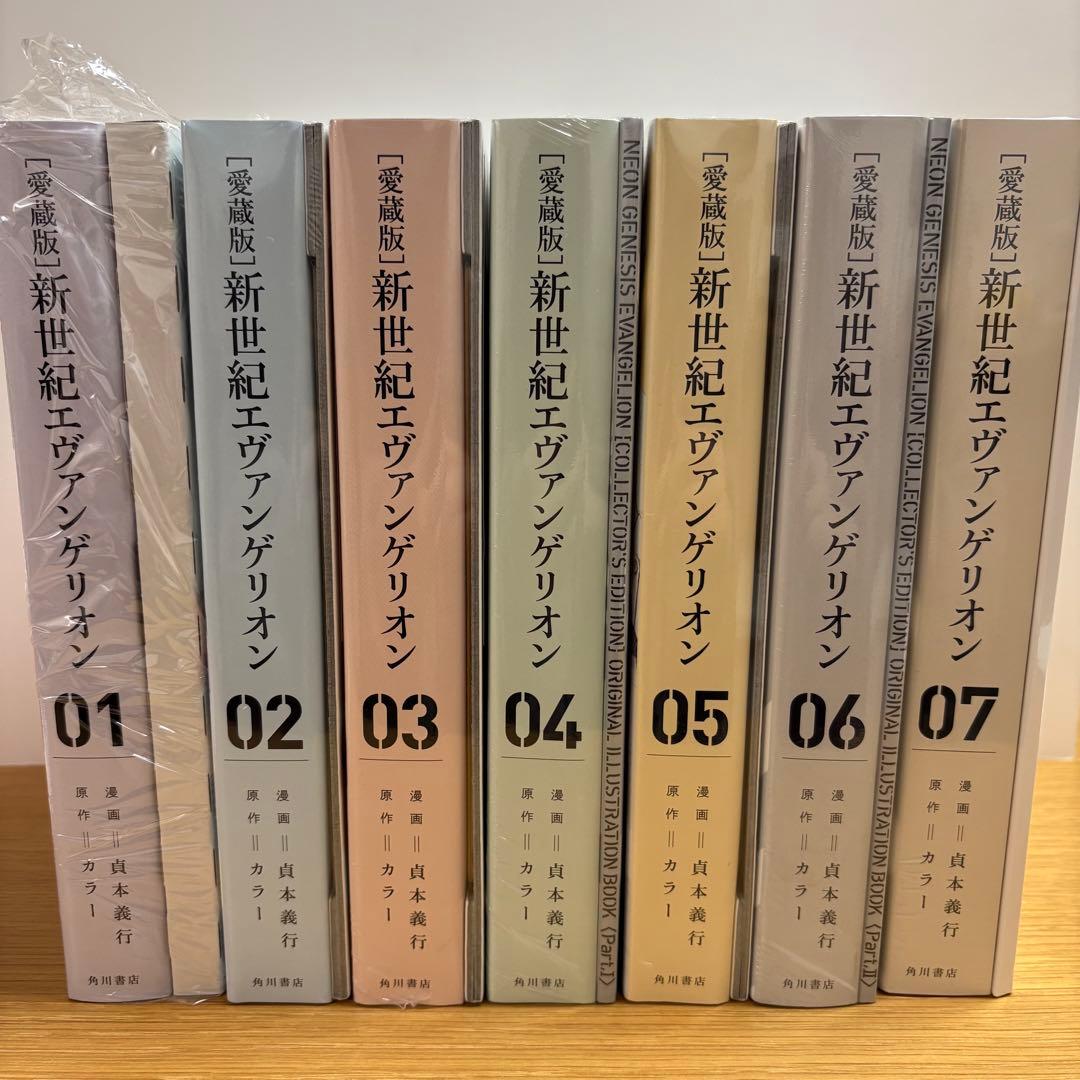 [愛蔵版]新世紀エヴァンゲリオン
01
漫画=貞本義行
原作=カラー
角川書店
[愛蔵版]新世紀エヴァンゲリオン
02
漫画=貞本義行
原作=カラー
角川書店
[愛蔵版]新世紀エヴァンゲリオン
03
漫画=貞本義行
原作=カラー
角川書店
[愛蔵版]新世紀エヴァンゲリオン
04
漫画=貞本義行
原作=カラー
角川書店
NEON GENESIS EVANGELION [COLLECTOR'S EDITION] ORIGINAL ILLUSTRATION BOOK 〈Part.I〉
[愛蔵版]新世紀エヴァンゲリオン
05
漫画=貞本義行
原作=カラー
角川書店
[愛蔵版]新世紀エヴァンゲリオン
06
漫画=貞本義行
原作=カラー
角川書店
NEON GENESIS EVANGELION [COLLECTOR'S EDITION] ORIGINAL ILLUSTRATION BOOK 〈Part.II〉
[愛蔵版]新世紀エヴァンゲリオン
07
漫画=貞本義行
原作=カラー
角川書店